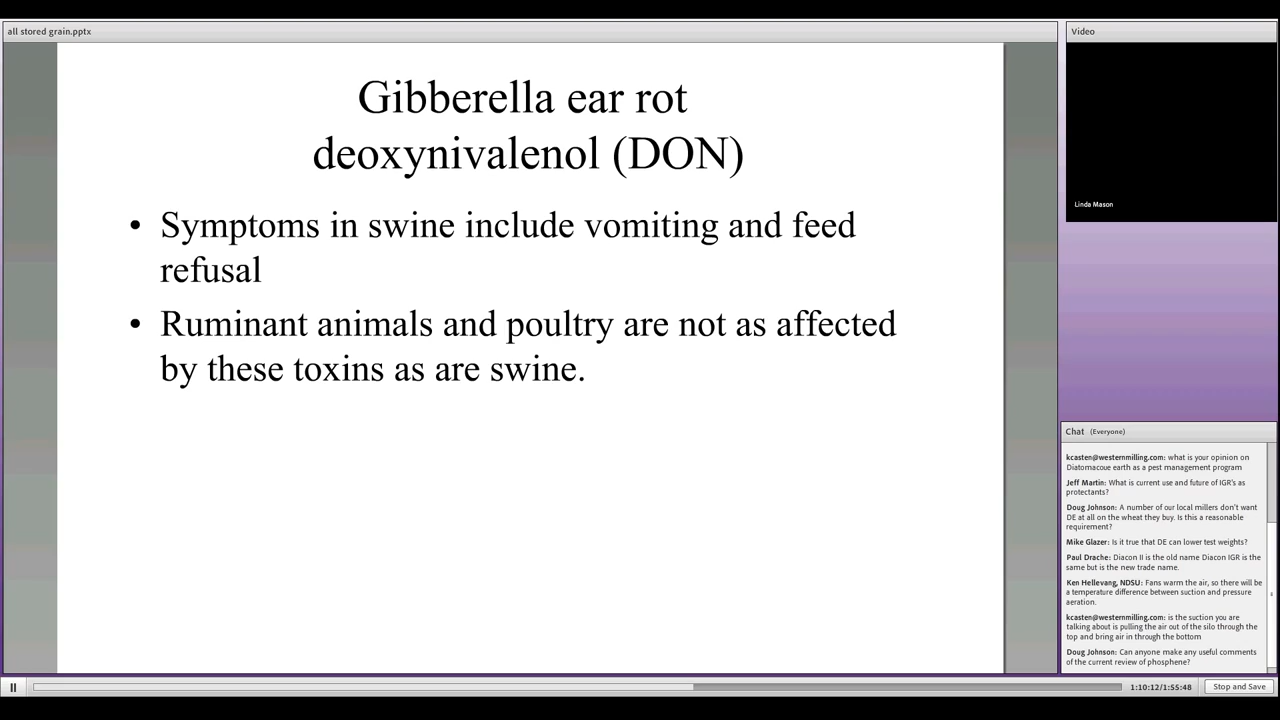 all stored grain.pptx
Gibberella ear rot
deoxynivalenol (DON)
• Symptoms in swine include vomiting and feed
refusal
• Ruminant animals and poultry are not as affected
by these toxins as are swine.
Video
Linda Mason
Chat (Everyone)
kcasten@westernmilling.com: what is your opinion on
Diatomacoue earth as a pest management program
Jeff Martin: What is current use and future of IGR's as
protectants?
Doug Johnson: A number of our local millers don't want
DE at all on the wheat they buy. Is this a reasonable
requirement?
Mike Glazer: Is it true that DE can lower test weights?
Paul Drache: Diacon II is the old name Diacon IGR is the
same but is the new trade name.
Ken Hellevang, NDSU: Fans warm the air, so there will be
a temperature difference between suction and pressure
aeration.
kcasten@westernmilling.com: is the suction you are
talking about is pulling the air out of the silo through the
top and bring air in through the bottom
Doug Johnson: Can anyone make any useful comments
of the current review of phosphene?
1:10:12/1:55:48
Stop and Save